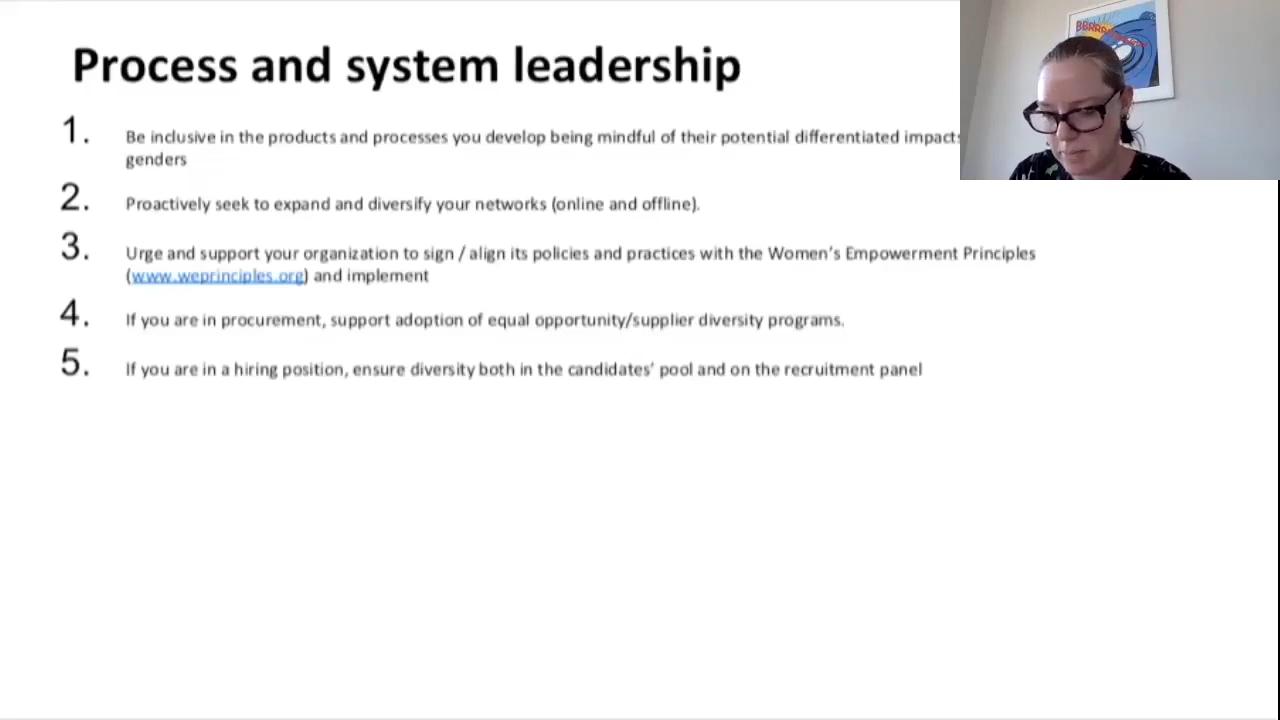 Process and system leadership
1. Be inclusive in the products and processes you develop being mindful of their potential differentiated impacts
genders
2. Proactively seek to expand and diversify your networks (online and offline).
3. Urge and support your organization to sign / align its policies and practices with the Women's Empowerment Principles
(www.weprinciples.org) and implement
4. If you are in procurement, support adoption of equal opportunity/supplier diversity programs.
5. If you are in a hiring position, ensure diversity both in the candidates' pool and on the recruitment panel